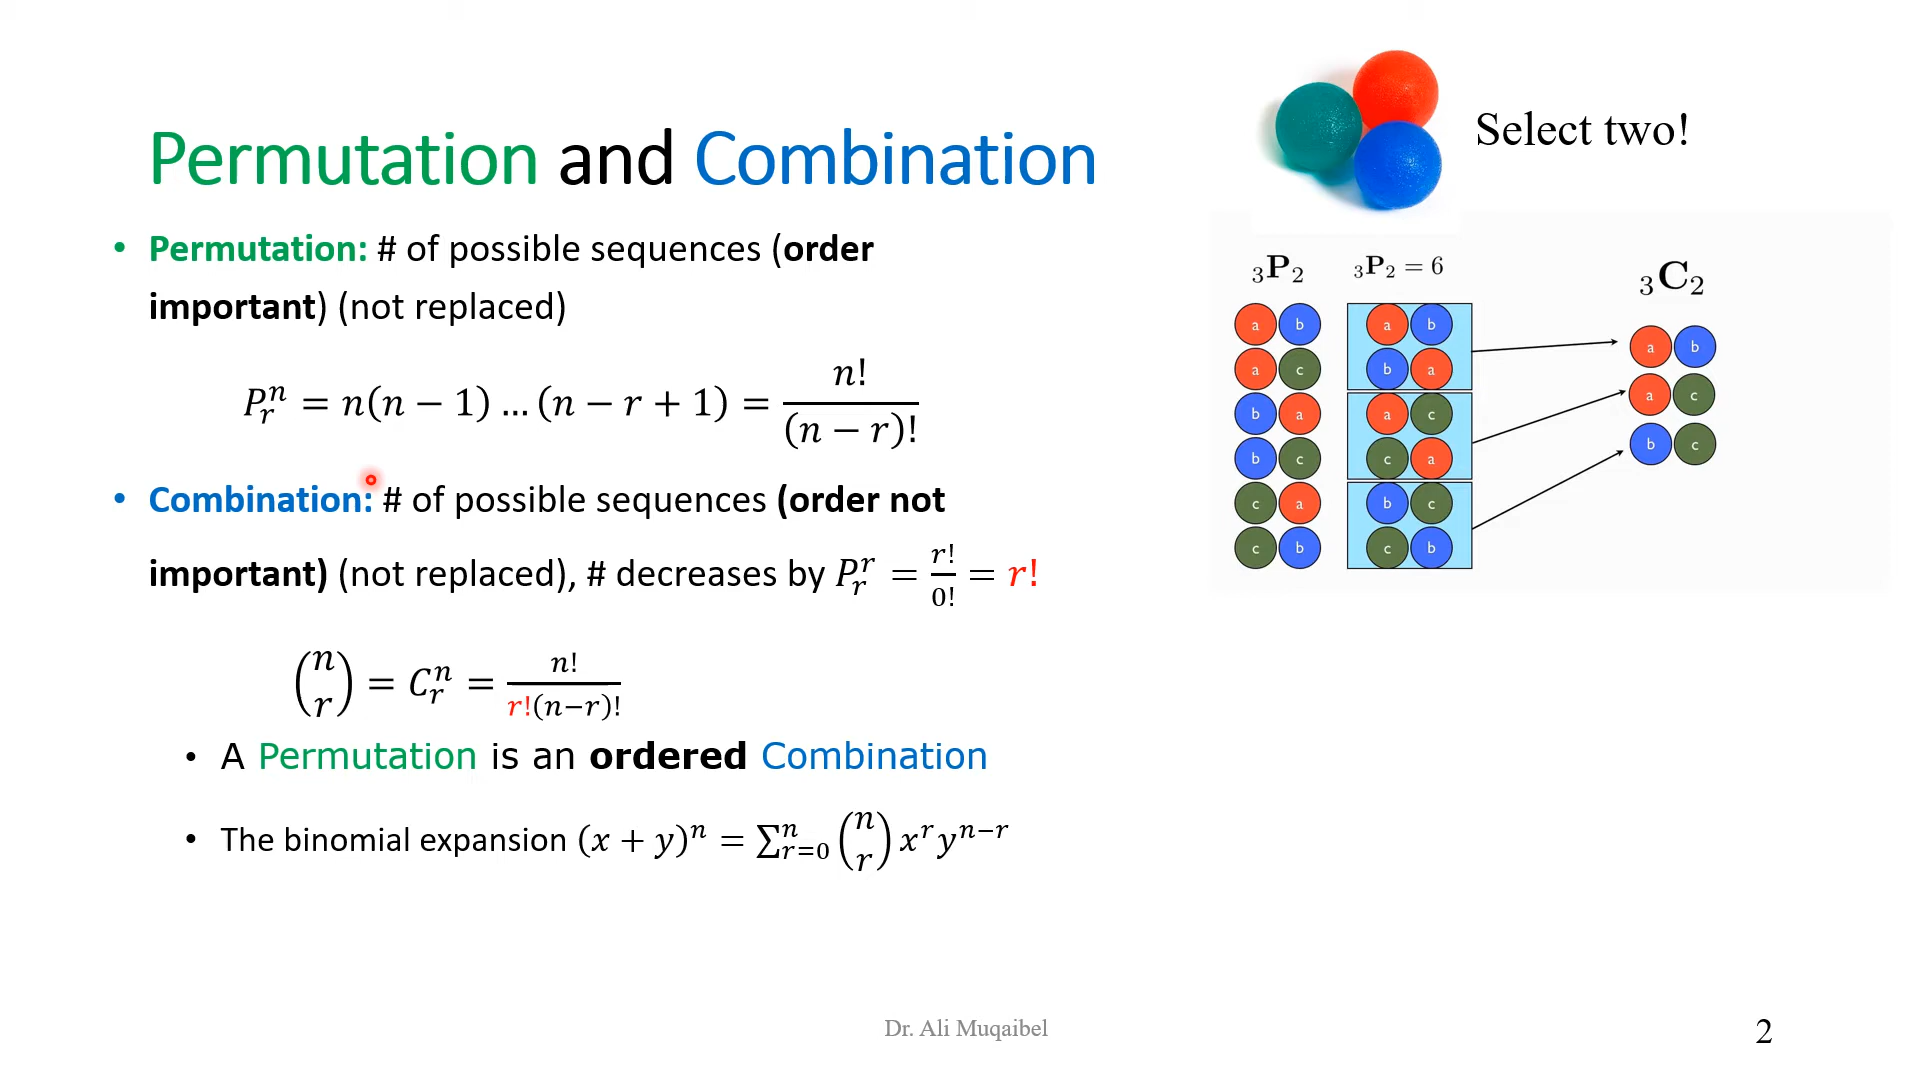 Permutation and Combination
Select two!
• Permutation: # of possible sequences (order
important) (not replaced)
P_r^n = n(n − 1) … (n − r + 1) = n!/(n − r)!
• Combination: # of possible sequences (order not
important) (not replaced), # decreases by P_r^r = r!/0! = r!
(n r) = C_r^n = n!/r!(n−r)!
• A Permutation is an ordered Combination
• The binomial expansion (x + y)^n = ∑_{r=0}^n (n r) x^r y^{n−r}
₃P₂
a b
a c
b a
b c
c a
c b
₃P₂ = 6
a b
b a
a c
c a
b c
c b
₃C₂
a b
a c
b c
Dr. Ali Muqaibel
2